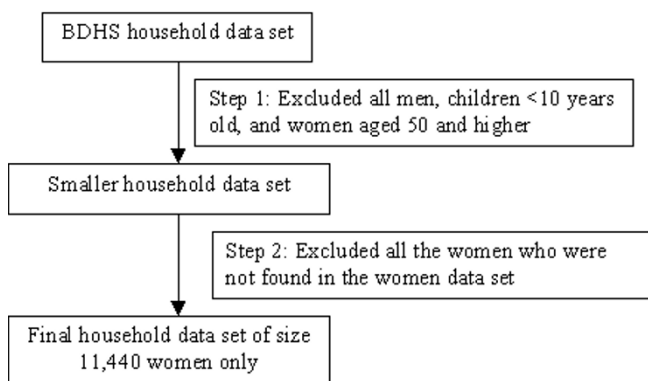 BDHS household data set
Step 1: Excluded all men, children <10 years
old, and women aged 50 and higher
Smaller household data set
Step 2: Excluded all the women who were
not found in the women data set
Final household data set of size
11,440 women only